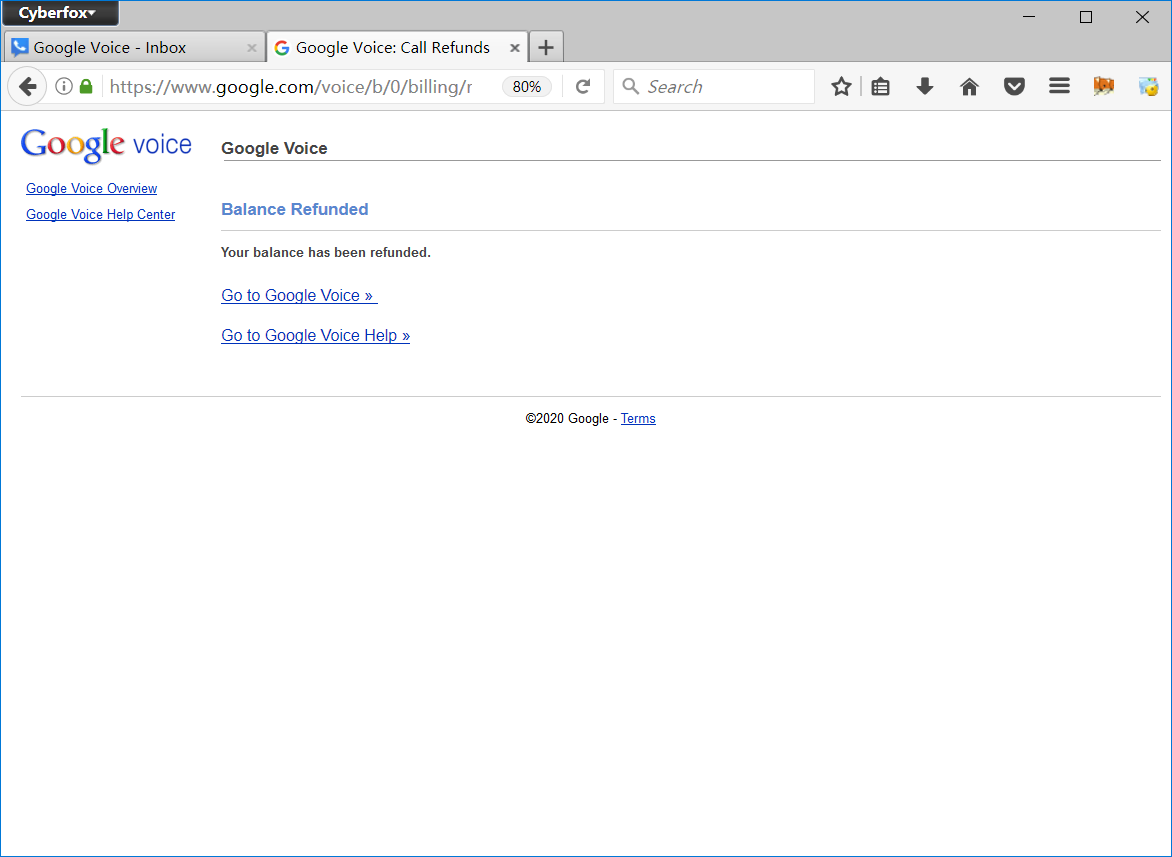 Cyberfox
Google Voice - Inbox
Google Voice: Call Refunds
https://www.google.com/voice/b/0/billing/r
80%
Search
Google voice
Google Voice
Google Voice Overview
Google Voice Help Center
Balance Refunded
Your balance has been refunded.
Go to Google Voice »
Go to Google Voice Help »
©2020 Google - Terms